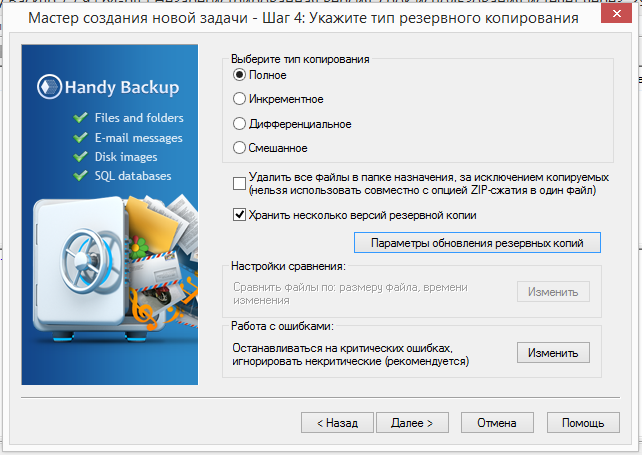 Мастер создания новой задачи - Шаг 4: Укажите тип резервного копирования
Handy Backup
Files and folders
E-mail messages
Disk images
SQL databases
Выберите тип копирования
Полное
Инкрементное
Дифференциальное
Смешанное
Удалить все файлы в папке назначения, за исключением копируемых
(нельзя использовать совместно с опцией ZIP-сжатия в один файл)
Хранить несколько версий резервной копии
Параметры обновления резервных копий
Настройки сравнения:
Сравнить файлы по: размеру файла, времени
изменения
Изменить
Работа с ошибками:
Останавливаться на критических ошибках,
игнорировать некритические (рекомендуется)
Изменить
< Назад
Далее >
Отмена
Помощь